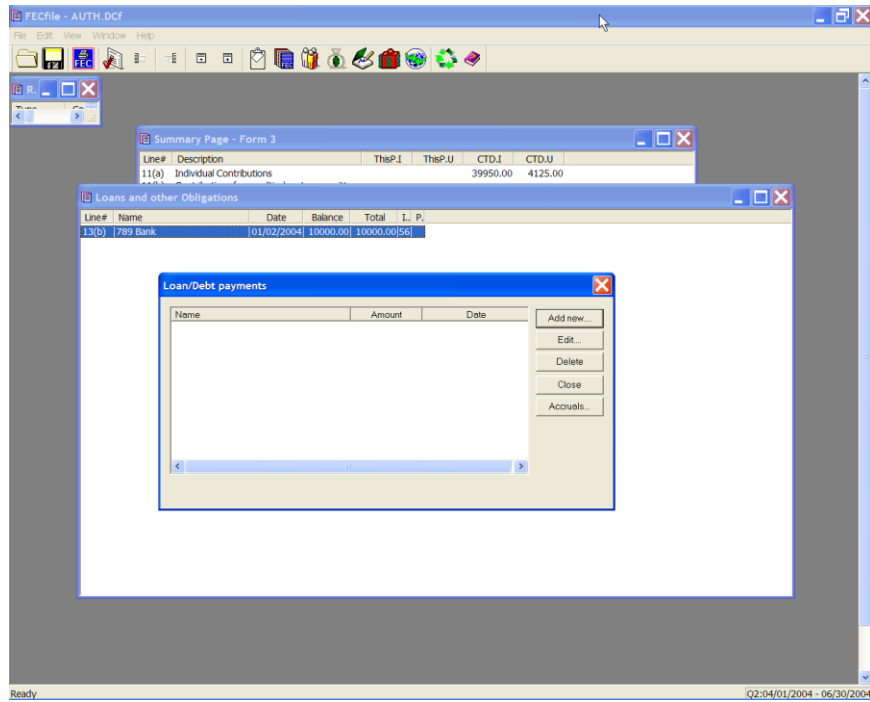 FECfile - AUTH.DCf
File Edit View Window Help
FEC
R.
Type Co
Summary Page - Form 3
Line# Description ThisP.I ThisP.U CTD.I CTD.U
11(a) Individual Contributions 39950.00 4125.00
Loans and other Obligations
Line# Name Date Balance Total I.. P.
13(b) 789 Bank 01/02/2004 10000.00 10000.00 56
Loan/Debt payments
Name Amount Date
Add new...
Edit...
Delete
Close
Accruals...
Ready Q2:04/01/2004 - 06/30/2004